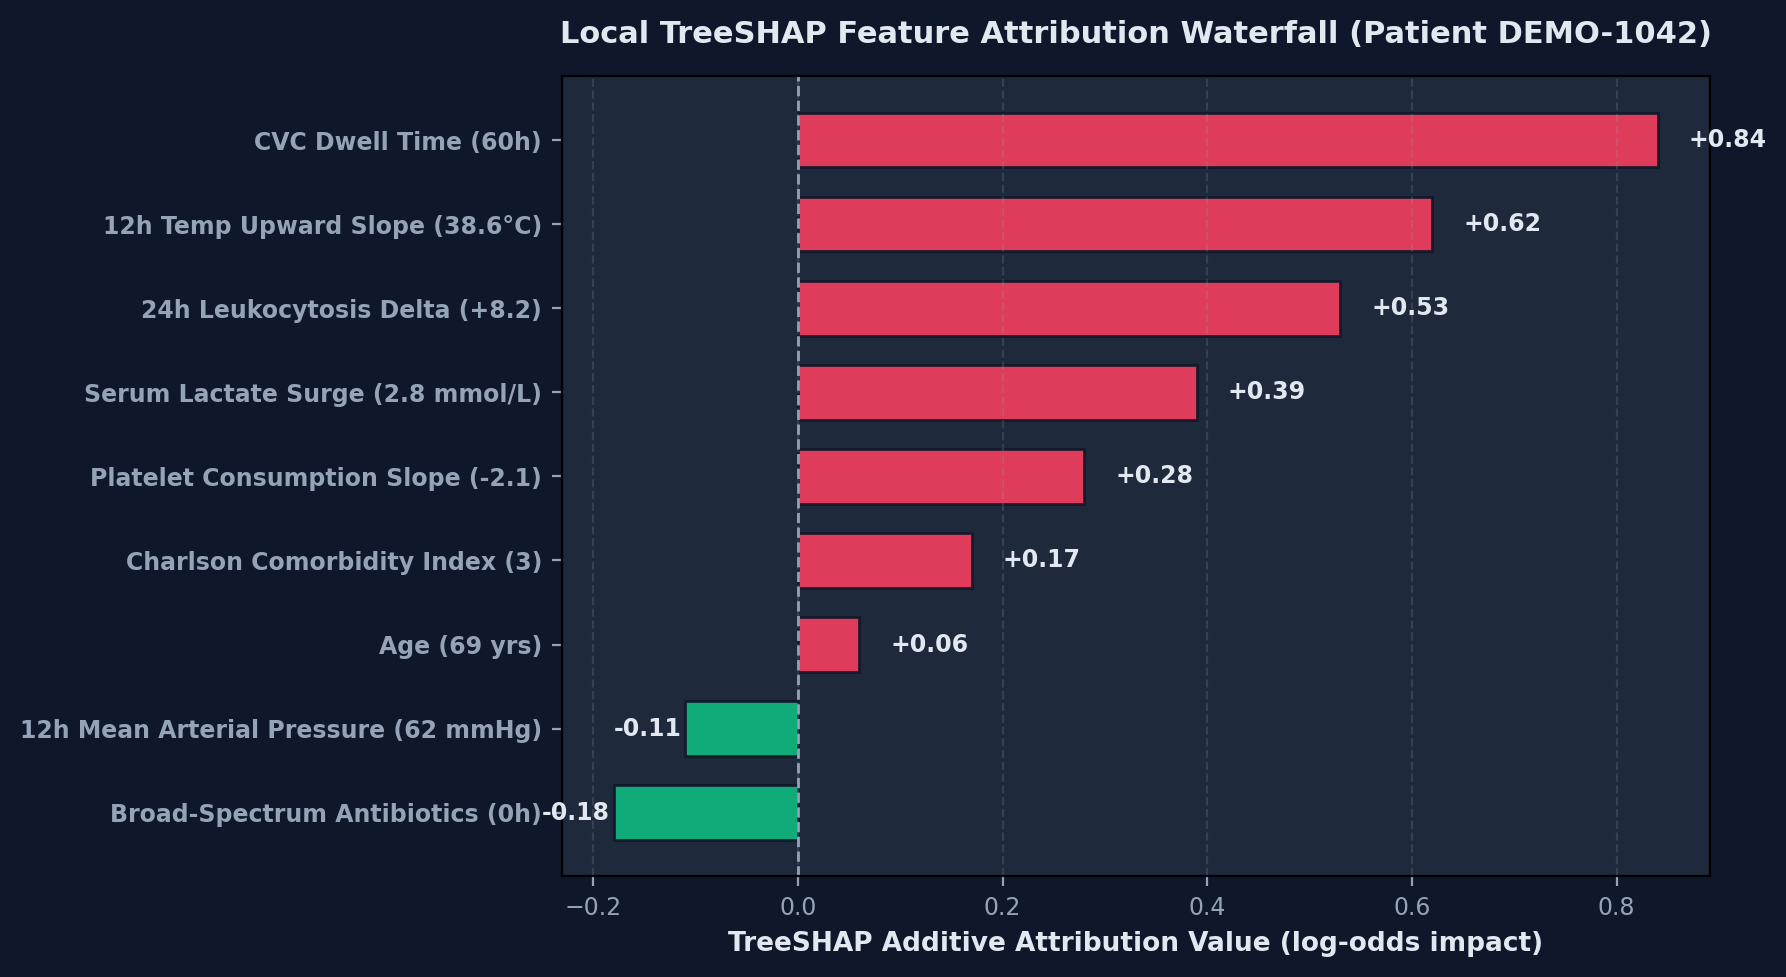 Local TreeSHAP Feature Attribution Waterfall (Patient DEMO-1042)
CVC Dwell Time (60h) +0.84
12h Temp Upward Slope (38.6°C) +0.62
24h Leukocytosis Delta (+8.2) +0.53
Serum Lactate Surge (2.8 mmol/L) +0.39
Platelet Consumption Slope (-2.1) +0.28
Charlson Comorbidity Index (3) +0.17
Age (69 yrs) +0.06
12h Mean Arterial Pressure (62 mmHg) -0.11
Broad-Spectrum Antibiotics (0h) -0.18
−0.2 0.0 0.2 0.4 0.6 0.8
TreeSHAP Additive Attribution Value (log-odds impact)